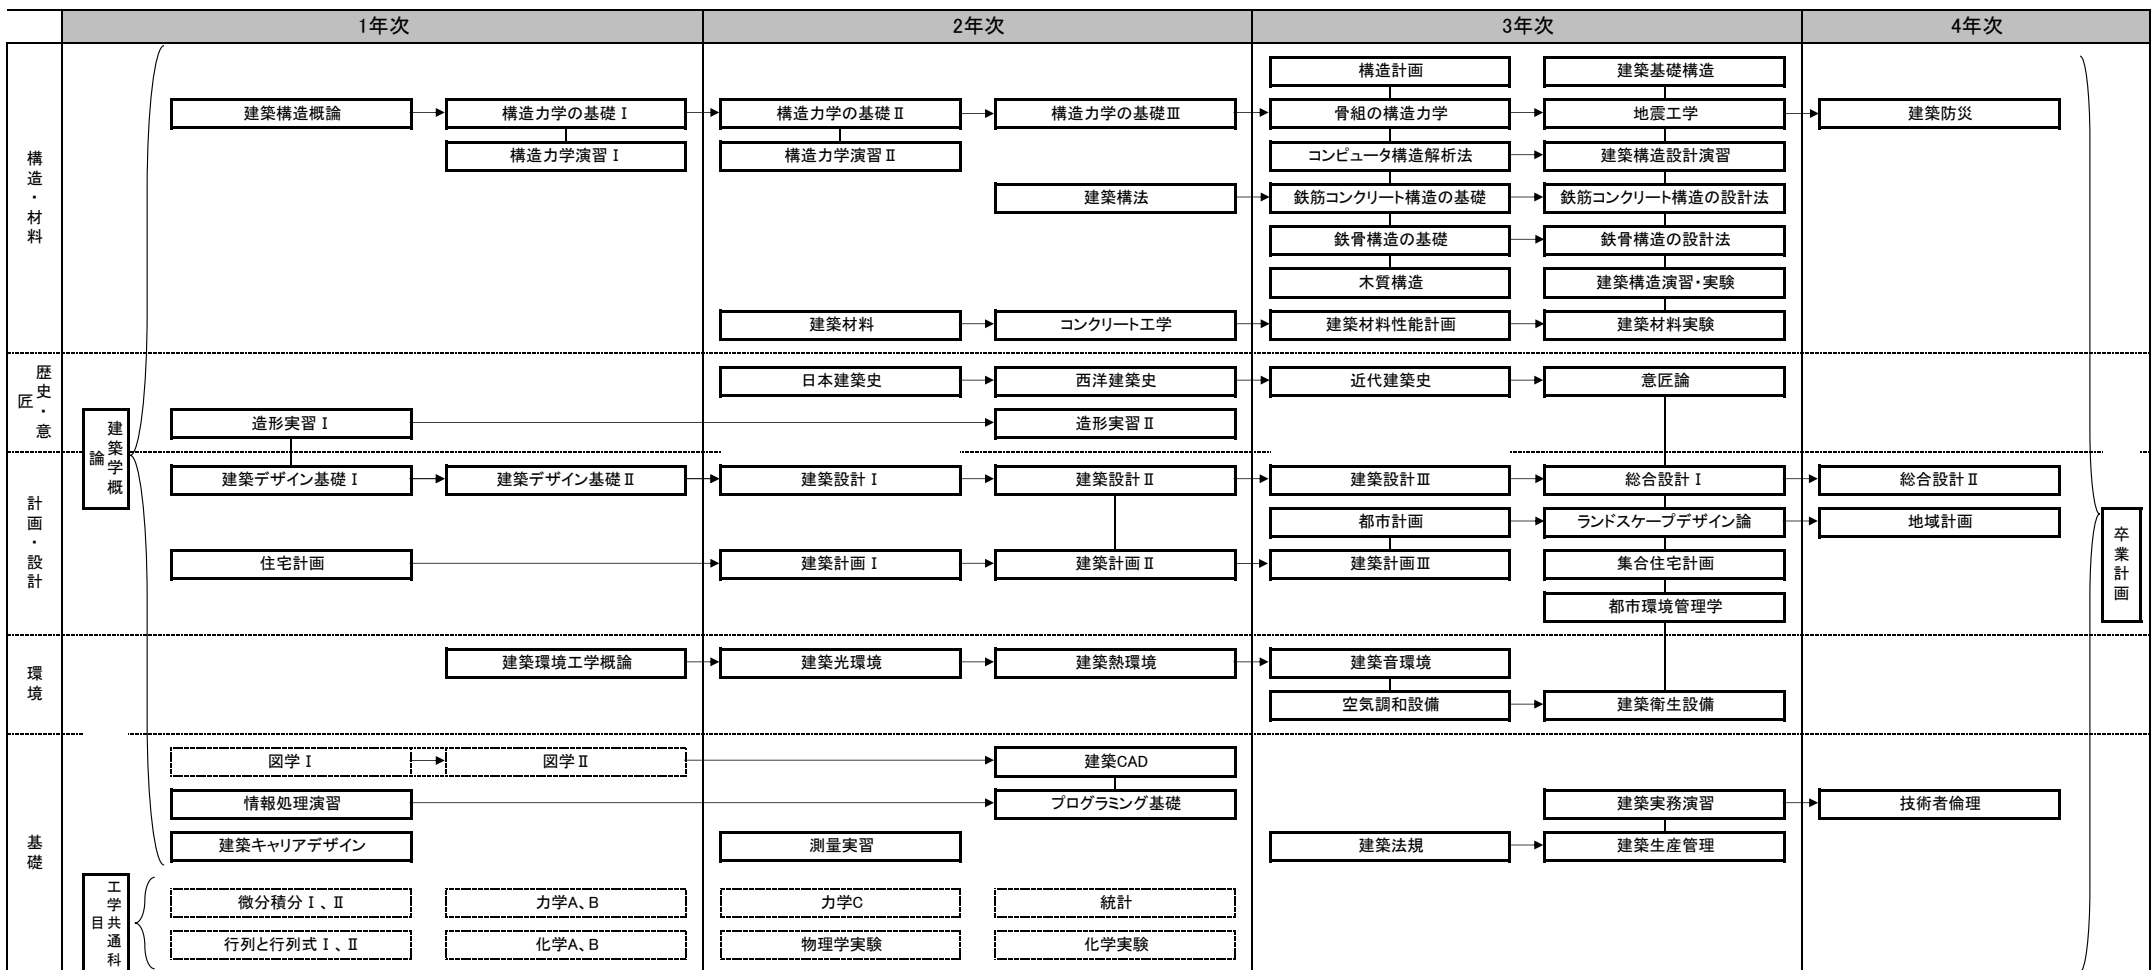 1年次 2年次 3年次 4年次
構造・材料
構造計画 建築基礎構造
建築構造概論 構造力学の基礎Ⅰ 構造力学の基礎Ⅱ 構造力学の基礎Ⅲ 骨組の構造力学 地震工学 建築防災
構造力学演習Ⅰ 構造力学演習Ⅱ コンピュータ構造解析法 建築構造設計演習
建築構法 鉄筋コンクリート構造の基礎 鉄筋コンクリート構造の設計法
鉄骨構造の基礎 鉄骨構造の設計法
木質構造 建築構造演習・実験
建築材料 コンクリート工学 建築材料性能計画 建築材料実験
歴史・意匠
日本建築史 西洋建築史 近代建築史 意匠論
造形実習Ⅰ 造形実習Ⅱ
建築学概論
計画・設計
建築デザイン基礎Ⅰ 建築デザイン基礎Ⅱ 建築設計Ⅰ 建築設計Ⅱ 建築設計Ⅲ 総合設計Ⅰ 総合設計Ⅱ
都市計画 ランドスケープデザイン論 地域計画
住宅計画 建築計画Ⅰ 建築計画Ⅱ 建築計画Ⅲ 集合住宅計画
都市環境管理学
卒業計画
環境
建築環境工学概論 建築光環境 建築熱環境 建築音環境
空気調和設備 建築衛生設備
基礎
図学Ⅰ 図学Ⅱ 建築CAD
情報処理演習 プログラミング基礎 建築実務演習 技術者倫理
建築キャリアデザイン 測量実習 建築法規 建築生産管理
工学共通科目
微分積分Ⅰ、Ⅱ 力学A、B 力学C 統計
行列と行列式Ⅰ、Ⅱ 化学A、B 物理学実験 化学実験